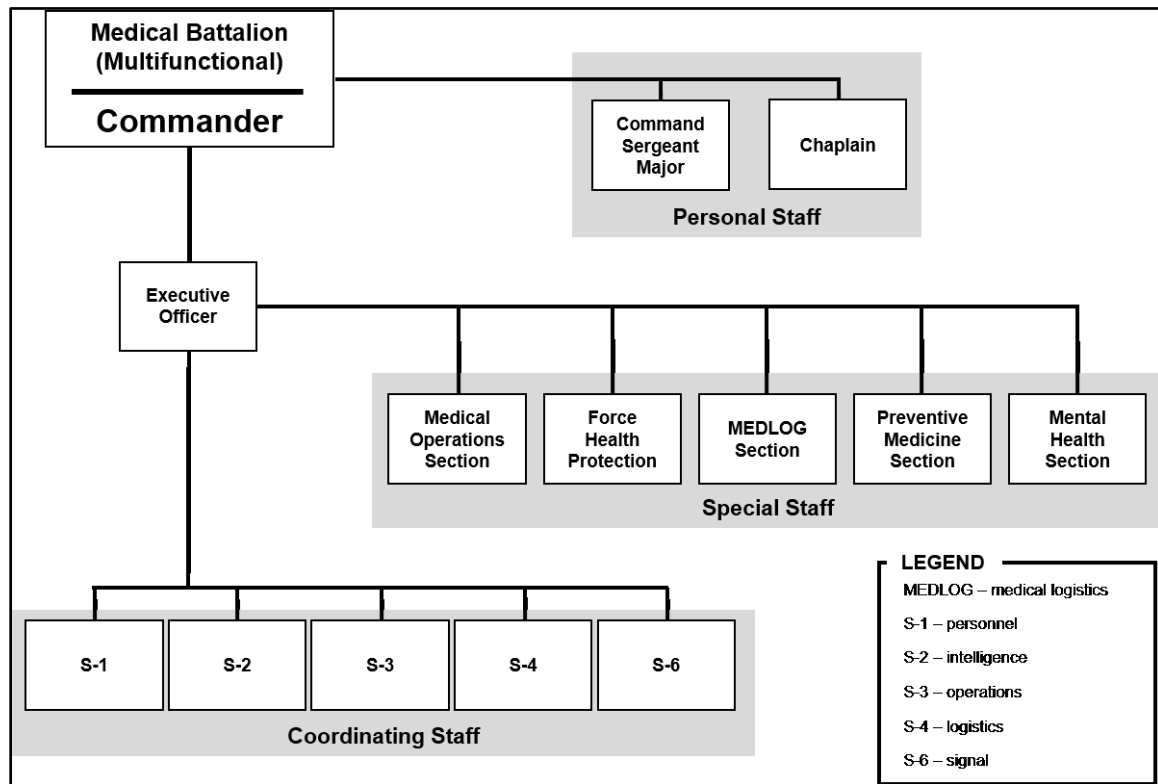 Medical Battalion
(Multifunctional)
Commander
Command
Sergeant
Major
Chaplain
Personal Staff
Executive
Officer
Medical
Operations
Section
Force
Health
Protection
MEDLOG
Section
Preventive
Medicine
Section
Mental
Health
Section
Special Staff
S-1
S-2
S-3
S-4
S-6
Coordinating Staff
LEGEND
MEDLOG – medical logistics
S-1 – personnel
S-2 – intelligence
S-3 – operations
S-4 – logistics
S-6 – signal